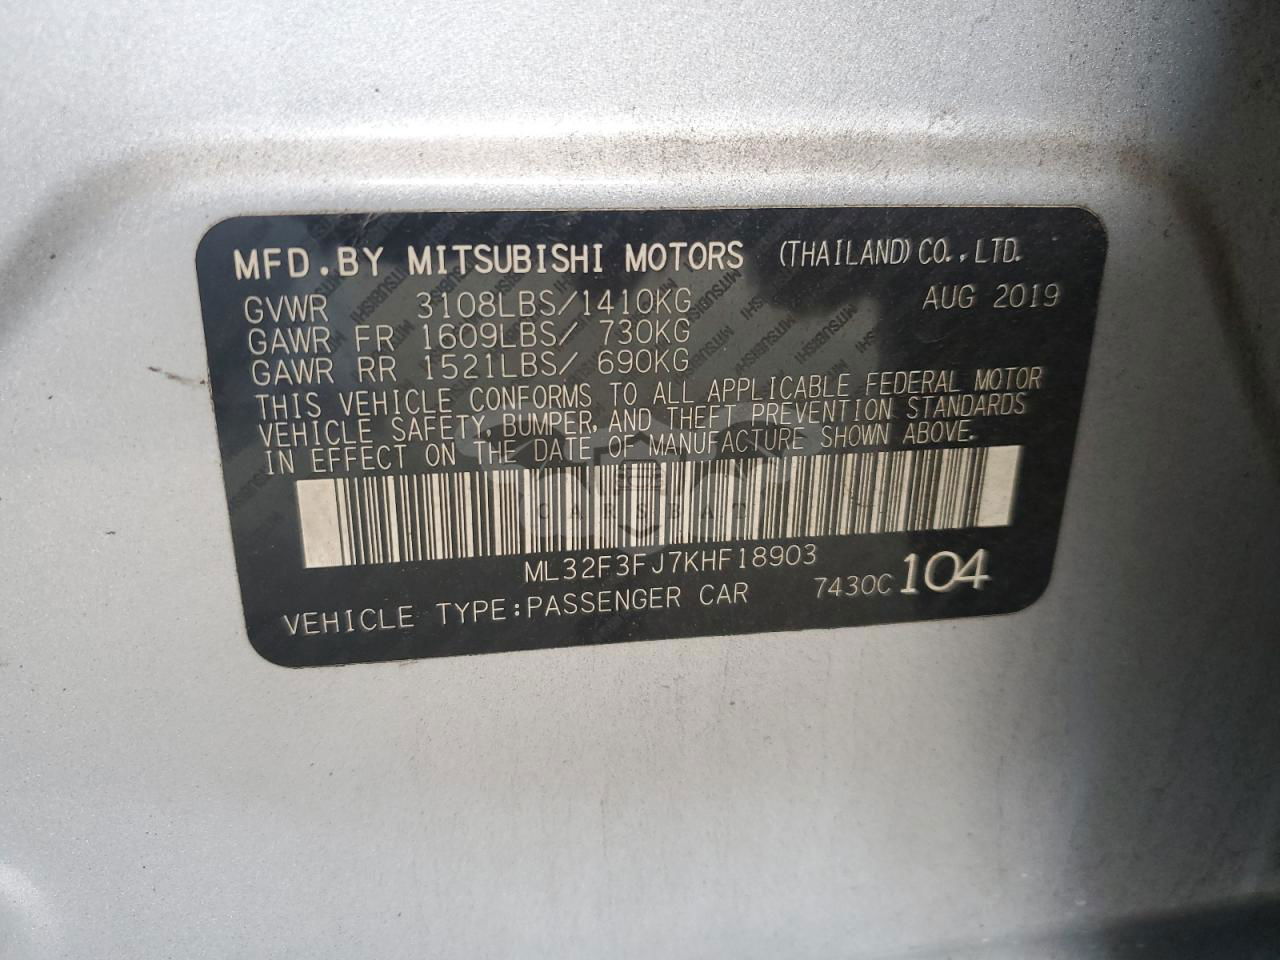 MFD.BY MITSUBISHI MOTORS (THAILAND) CO., LTD.
GVWR 3108LBS/1410KG AUG 2019
GAWR FR 1609LBS/ 730KG
GAWR RR 1521LBS/ 690KG
THIS VEHICLE CONFORMS TO ALL APPLICABLE FEDERAL MOTOR
VEHICLE SAFETY, BUMPER, AND THEFT PREVENTION STANDARDS
IN EFFECT ON THE DATE OF MANUFACTURE SHOWN ABOVE.
ML32F3FJ7KHF18903
VEHICLE TYPE:PASSENGER CAR 7430C 104